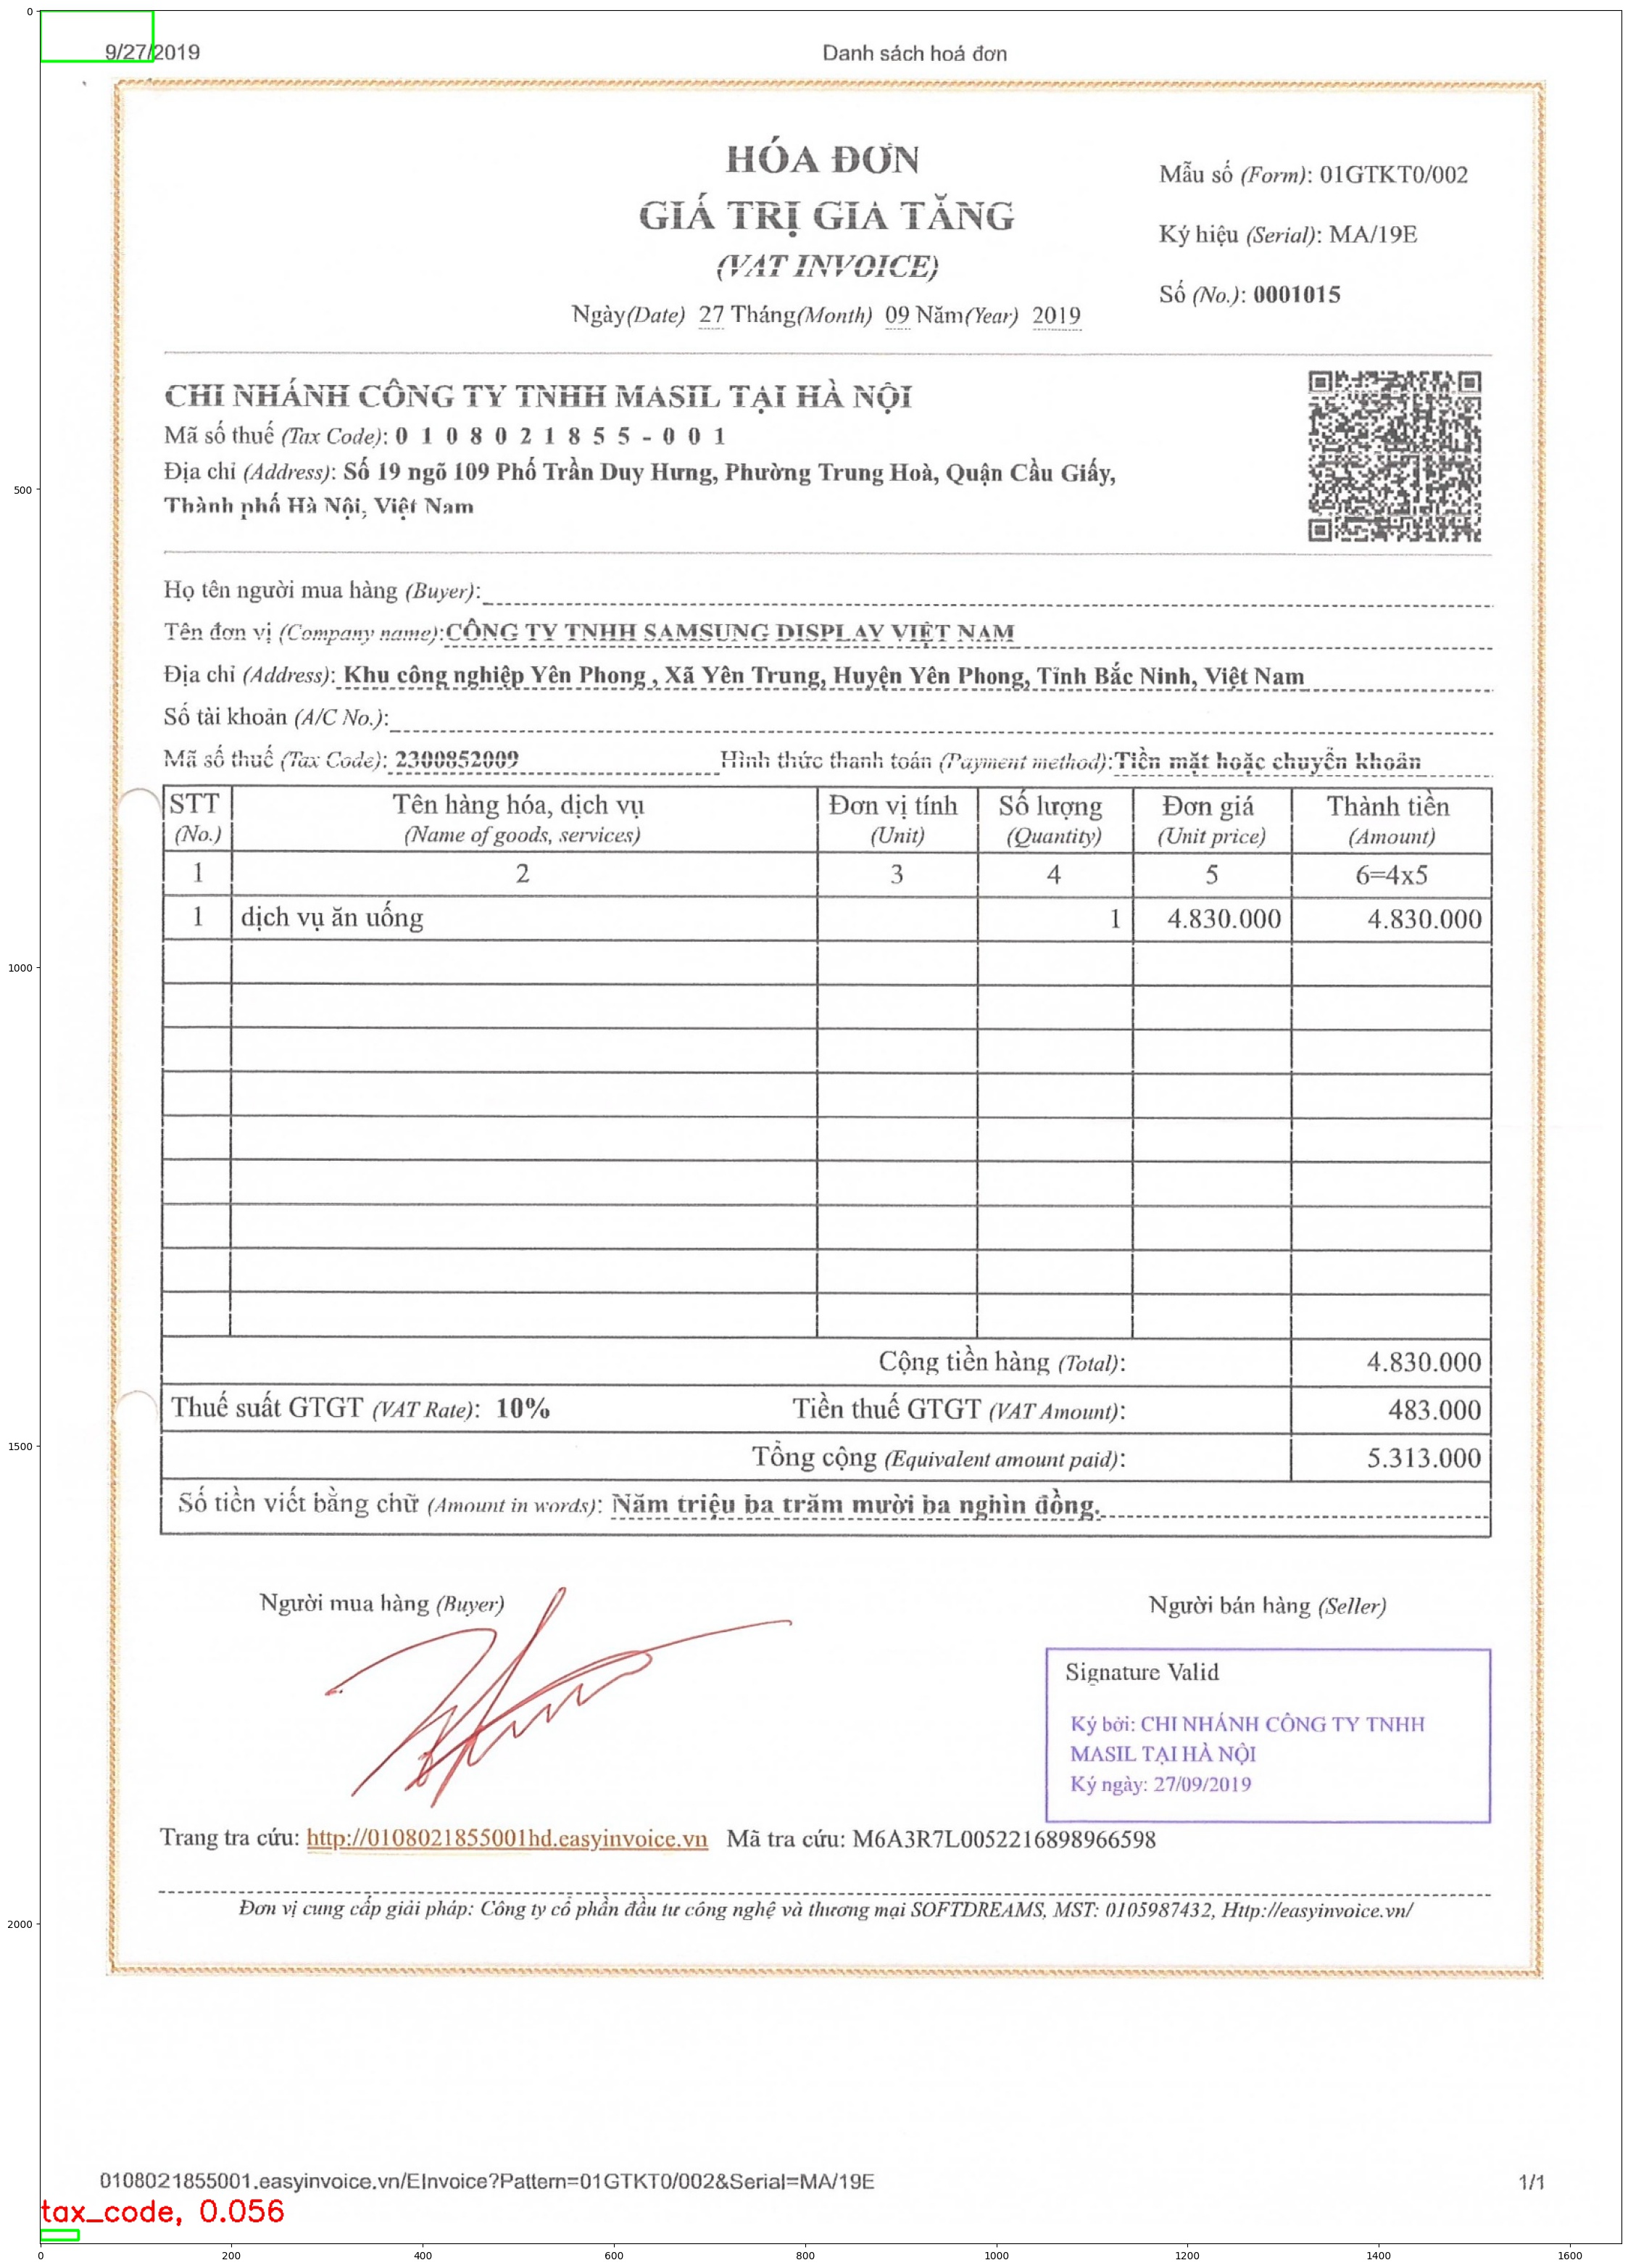 9/27/2019 Danh sách hoá đơn
HÓA ĐƠN
GIÁ TRỊ GIA TĂNG
(VAT INVOICE)
Ngày(Date) 27 Tháng(Month) 09 Năm(Year) 2019
Mẫu số (Form): 01GTKT0/002
Ký hiệu (Serial): MA/19E
Số (No.): 0001015
CHI NHÁNH CÔNG TY TNHH MASIL TẠI HÀ NỘI
Mã số thuế (Tax Code): 0 1 0 8 0 2 1 8 5 5 - 0 0 1
Địa chỉ (Address): Số 19 ngõ 109 Phố Trần Duy Hưng, Phường Trung Hoà, Quận Cầu Giấy,
Thành phố Hà Nội, Việt Nam
Họ tên người mua hàng (Buyer):
Tên đơn vị (Company name):CÔNG TY TNHH SAMSUNG DISPLAY VIỆT NAM
Địa chỉ (Address): Khu công nghiệp Yên Phong , Xã Yên Trung, Huyện Yên Phong, Tỉnh Bắc Ninh, Việt Nam
Số tài khoản (A/C No.):
Mã số thuế (Tax Code): 2300852009 Hình thức thanh toán (Payment method):Tiền mặt hoặc chuyển khoản
STT Tên hàng hóa, dịch vụ Đơn vị tính Số lượng Đơn giá Thành tiền
(No.) (Name of goods, services) (Unit) (Quantity) (Unit price) (Amount)
1 2 3 4 5 6=4x5
1 dịch vụ ăn uống 1 4.830.000 4.830.000
Cộng tiền hàng (Total): 4.830.000
Thuế suất GTGT (VAT Rate): 10% Tiền thuế GTGT (VAT Amount): 483.000
Tổng cộng (Equivalent amount paid): 5.313.000
Số tiền viết bằng chữ (Amount in words): Năm triệu ba trăm mười ba nghìn đồng.
Người mua hàng (Buyer) Người bán hàng (Seller)
Signature Valid
Ký bởi: CHI NHÁNH CÔNG TY TNHH
MASIL TẠI HÀ NỘI
Ký ngày: 27/09/2019
Trang tra cứu: http://0108021855001hd.easyinvoice.vn Mã tra cứu: M6A3R7L0052216898966598
Đơn vị cung cấp giải pháp: Công ty cổ phần đầu tư công nghệ và thương mại SOFTDREAMS, MST: 0105987432, Http://easyinvoice.vn/
0108021855001.easyinvoice.vn/EInvoice?Pattern=01GTKT0/002&Serial=MA/19E 1/1
tax_code, 0.056
0
500
1000
1500
2000
0 200 400 600 800 1000 1200 1400 1600